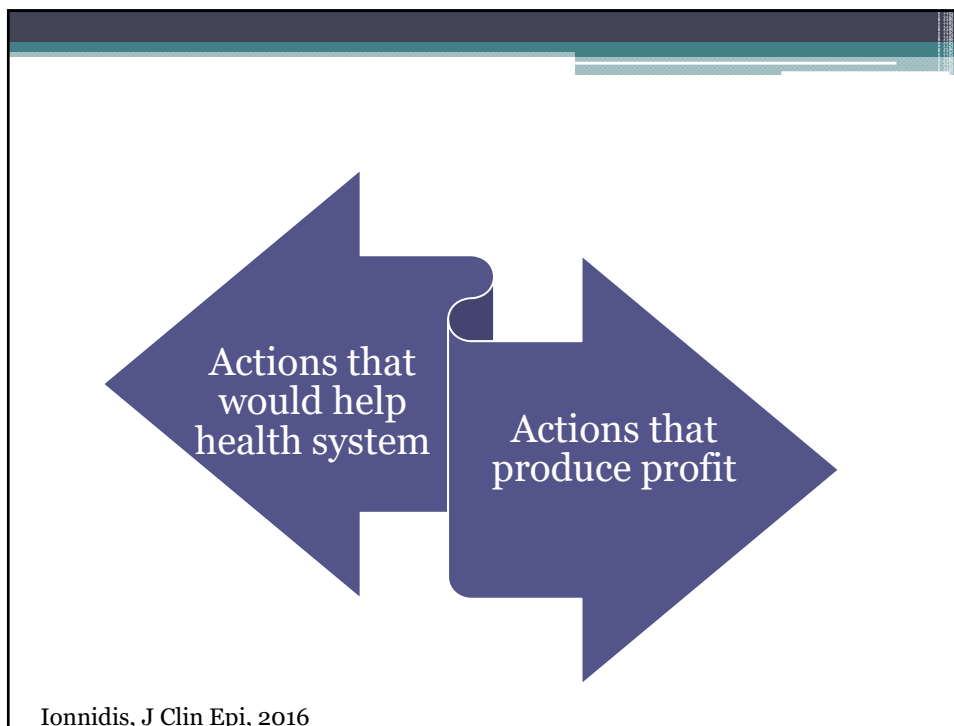 Actions that
would help
health system
Actions that
produce profit
Ionnidis, J Clin Epi, 2016